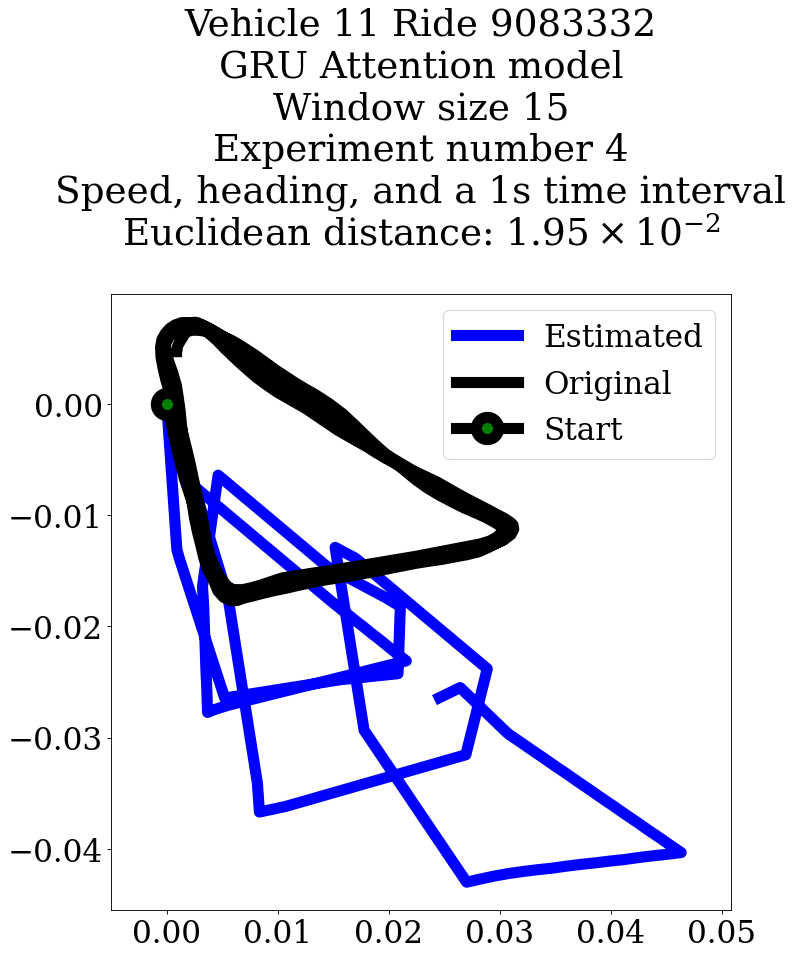 Vehicle 11 Ride 9083332
GRU Attention model
Window size 15
Experiment number 4
Speed, heading, and a 1s time interval
Euclidean distance: 1.95 × 10⁻²
Estimated
Original
Start
0.00
−0.01
−0.02
−0.03
−0.04
0.00 0.01 0.02 0.03 0.04 0.05